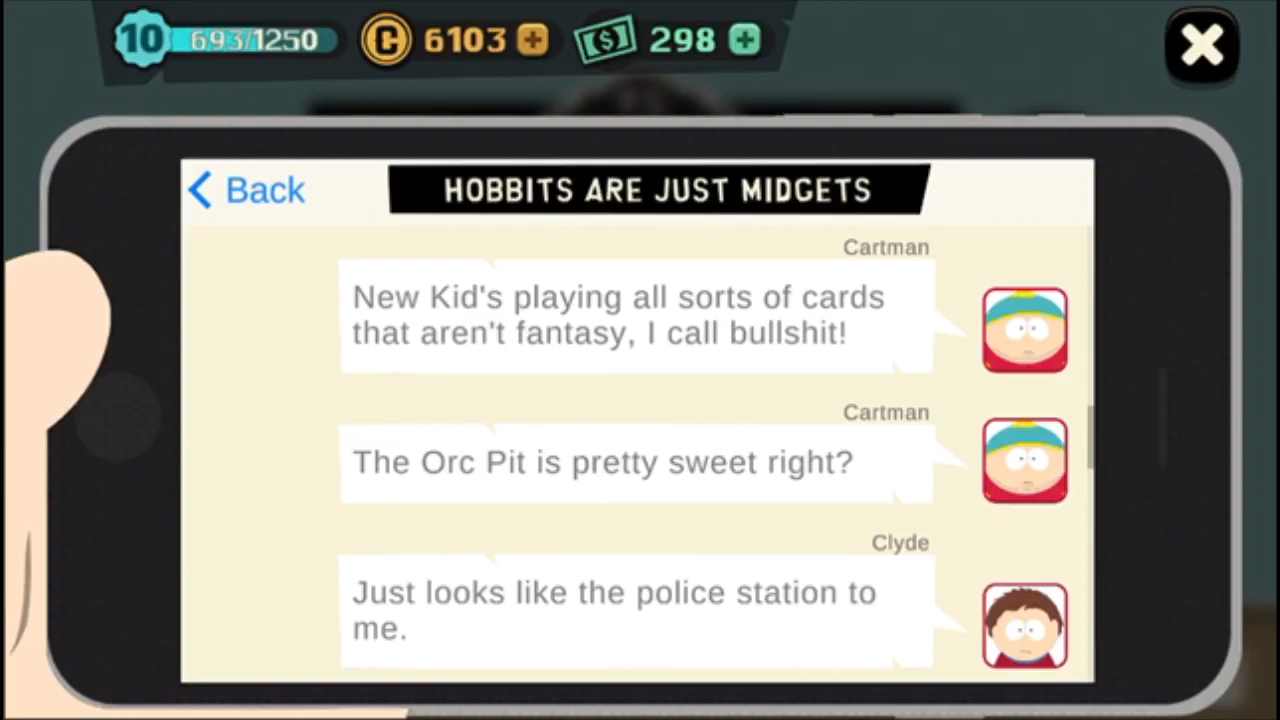 10 693/1250 C 6103 + $ 298 +
Back
HOBBITS ARE JUST MIDGETS
Cartman
New Kid's playing all sorts of cards
that aren't fantasy, I call bullshit!
Cartman
The Orc Pit is pretty sweet right?
Clyde
Just looks like the police station to
me.